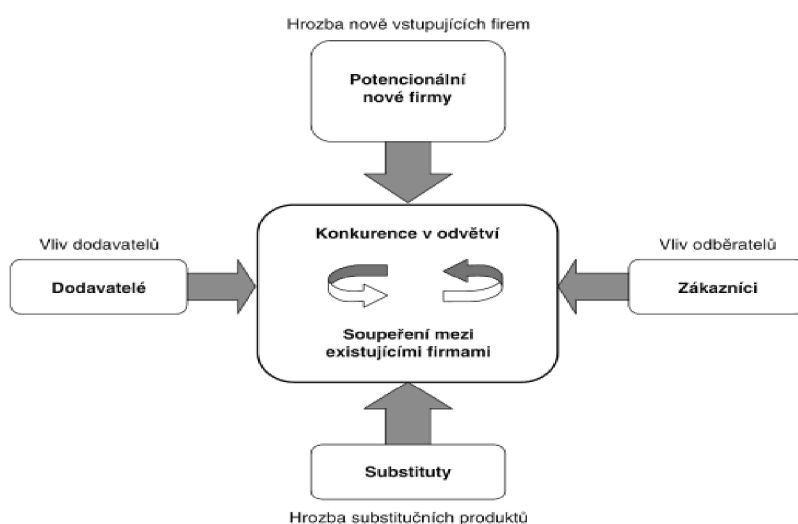 Hrozba nově vstupujících firem
Potencionální
nové firmy
Konkurence v odvětví
Vliv dodavatelů
Vliv odběratelů
Dodavatelé
Zákazníci
Soupeření mezi
existujícími firmami
Substituty
Hrozba substitučních produktů